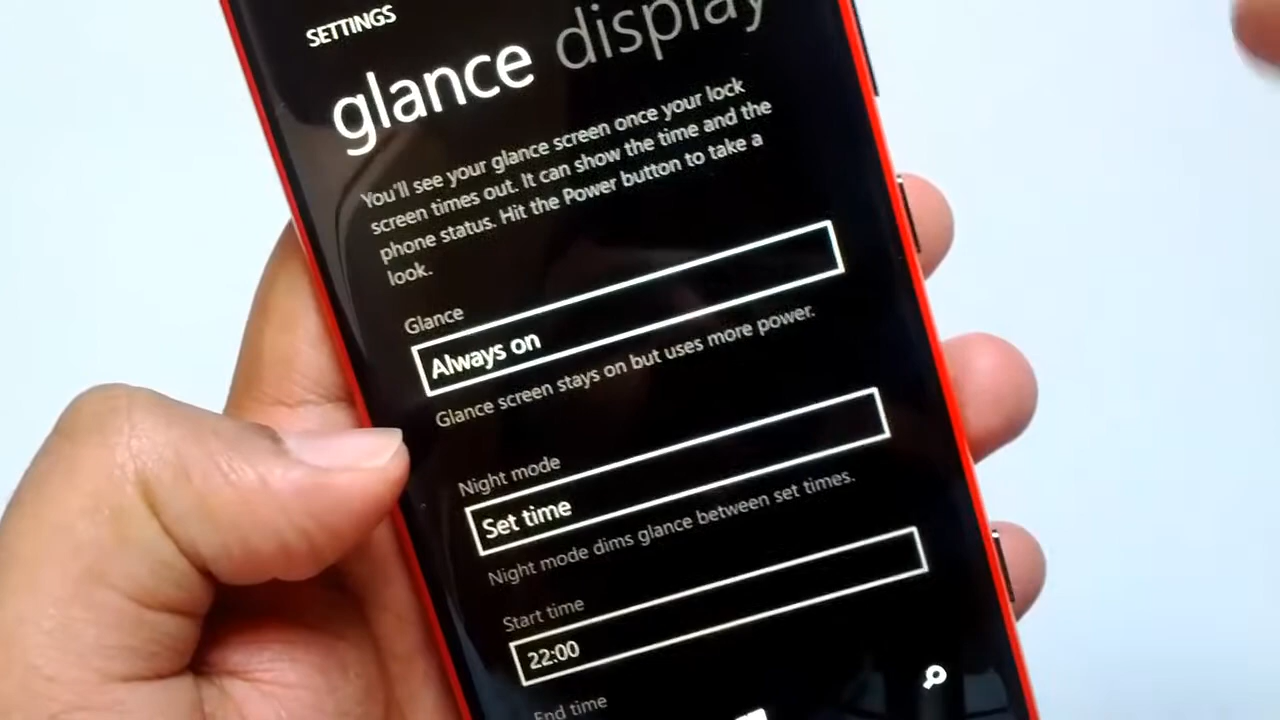 SETTINGS
glance display
You'll see your glance screen once your lock
screen times out. It can show the time and the
phone status. Hit the Power button to take a
look.
Glance
Always on
Glance screen stays on but uses more power.
Night mode
Set time
Night mode dims glance between set times.
Start time
22:00
End time